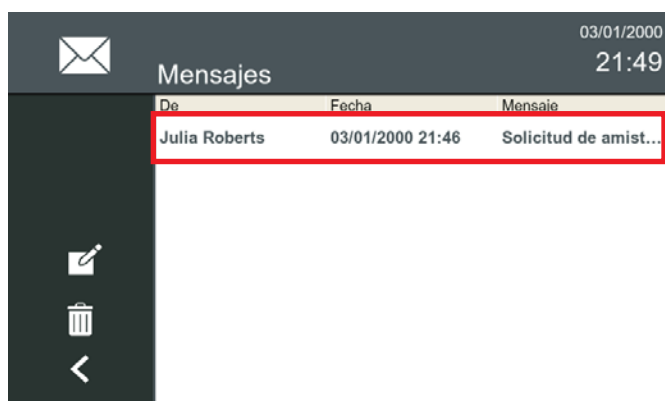 03/01/2000
21:49
Mensajes
De Fecha Mensaje
Julia Roberts 03/01/2000 21:46 Solicitud de amist...